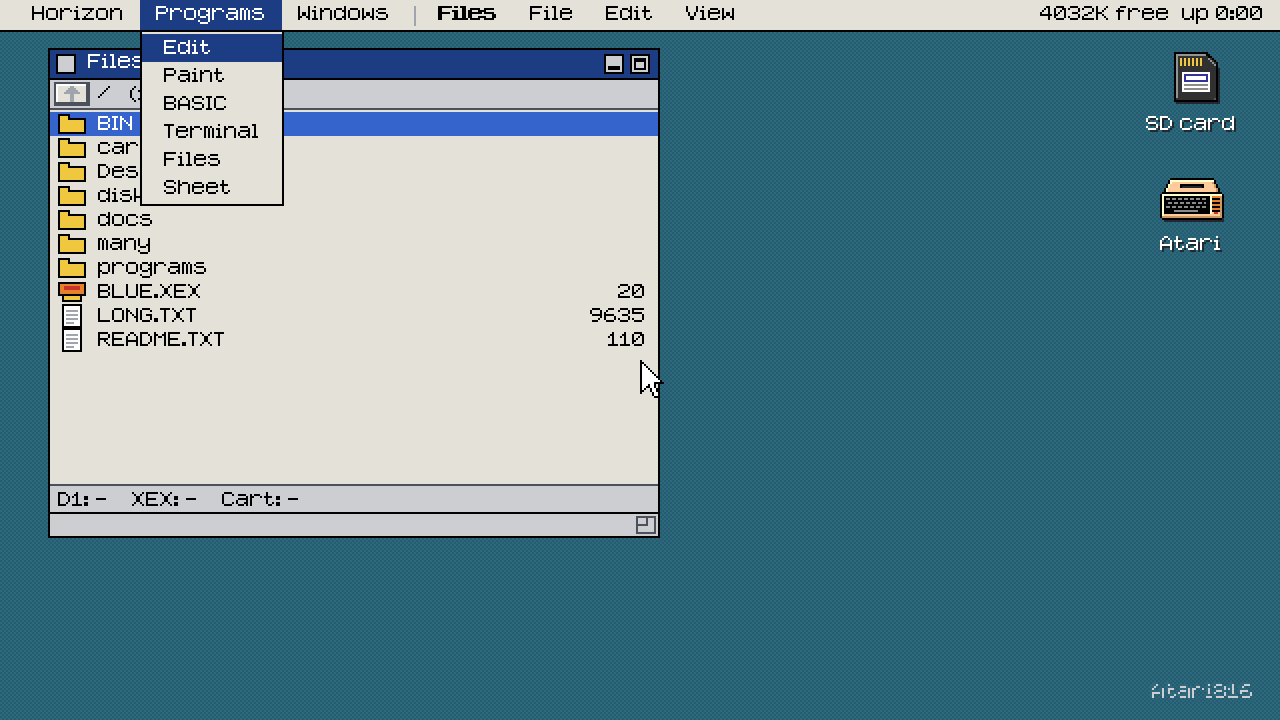 Horizon Programs Windows | Files File Edit View 4032K free up 0:00
Edit
Files
Paint
/
BASIC
BIN
Terminal
Files
Sheet
docs
many
programs
BLUE.XEX 20
LONG.TXT 9635
README.TXT 110
D1: - XEX: - Cart: -
SD card
Atari
Atari816